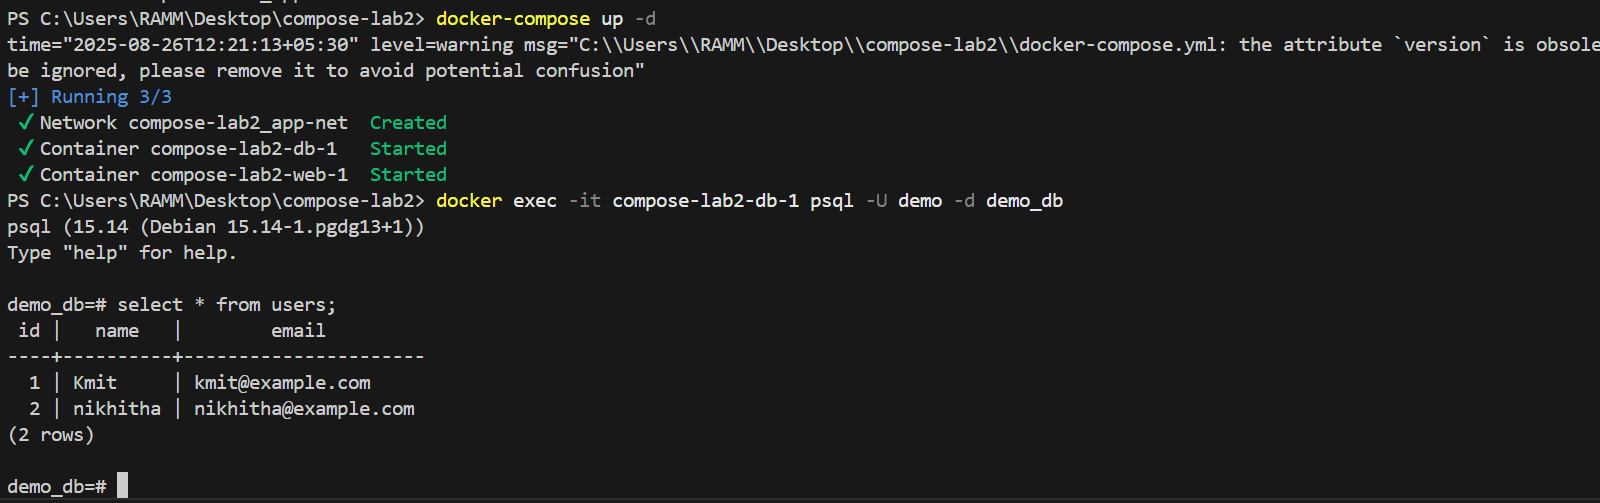 PS C:\Users\RAMM\Desktop\compose-lab2> docker-compose up -d
time="2025-08-26T12:21:13+05:30" level=warning msg="C:\\Users\\RAMM\\Desktop\\compose-lab2\\docker-compose.yml: the attribute `version` is obsole
be ignored, please remove it to avoid potential confusion"
[+] Running 3/3
✔ Network compose-lab2_app-net  Created
✔ Container compose-lab2-db-1   Started
✔ Container compose-lab2-web-1  Started
PS C:\Users\RAMM\Desktop\compose-lab2> docker exec -it compose-lab2-db-1 psql -U demo -d demo_db
psql (15.14 (Debian 15.14-1.pgdg13+1))
Type "help" for help.
demo_db=# select * from users;
 id |   name   |        email
----+----------+----------------------
  1 | Kmit     | kmit@example.com
  2 | nikhitha | nikhitha@example.com
(2 rows)
demo_db=#